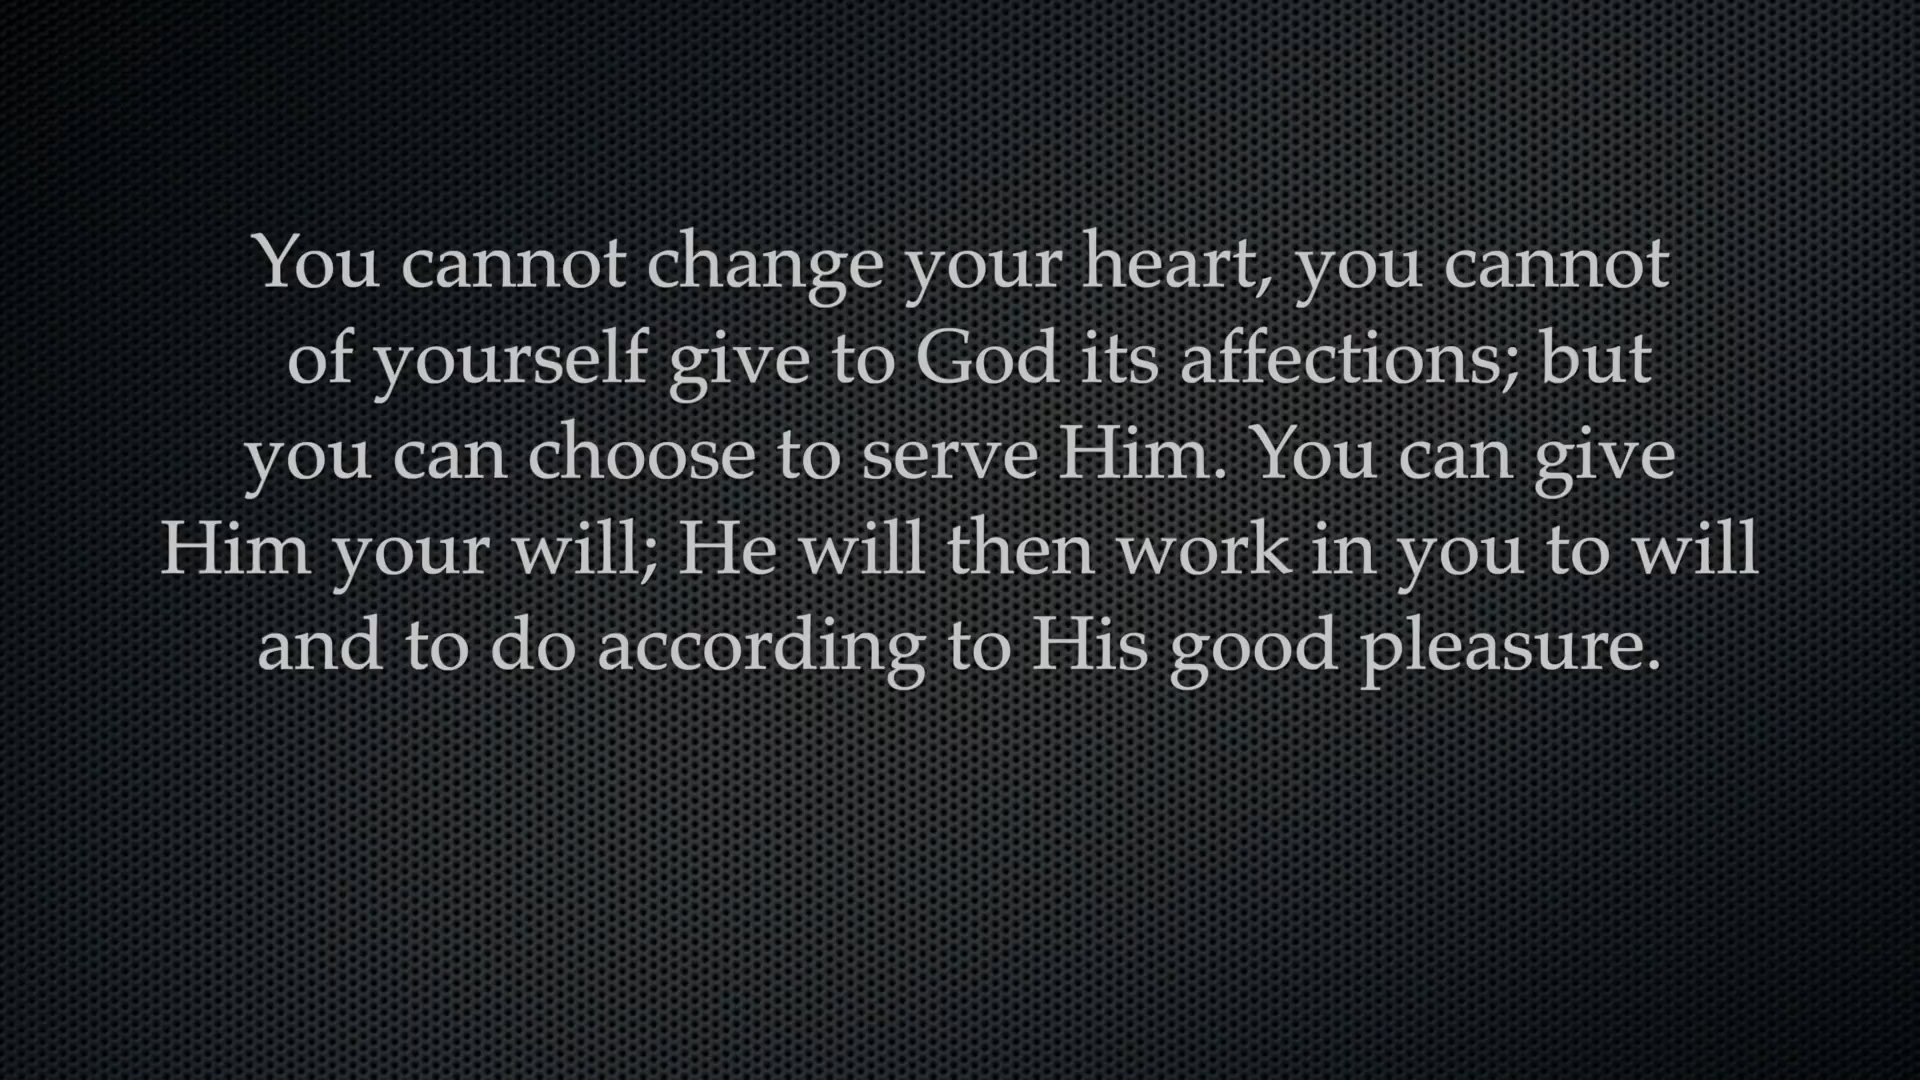 You cannot change your heart, you cannot
of yourself give to God its affections; but
you can choose to serve Him. You can give
Him your will; He will then work in you to will
and to do according to His good pleasure.